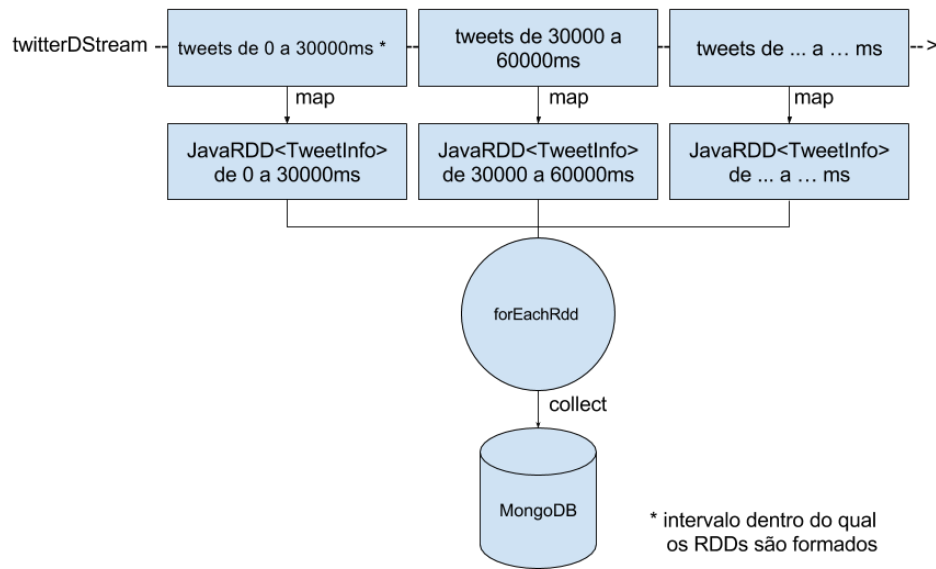 twitterDStream
tweets de 0 a 30000ms *
tweets de 30000 a
60000ms
tweets de ... a … ms
map
map
map
JavaRDD<TweetInfo>
de 0 a 30000ms
JavaRDD<TweetInfo>
de 30000 a 60000ms
JavaRDD<TweetInfo>
de ... a … ms
forEachRdd
collect
MongoDB
* intervalo dentro do qual
os RDDs são formados